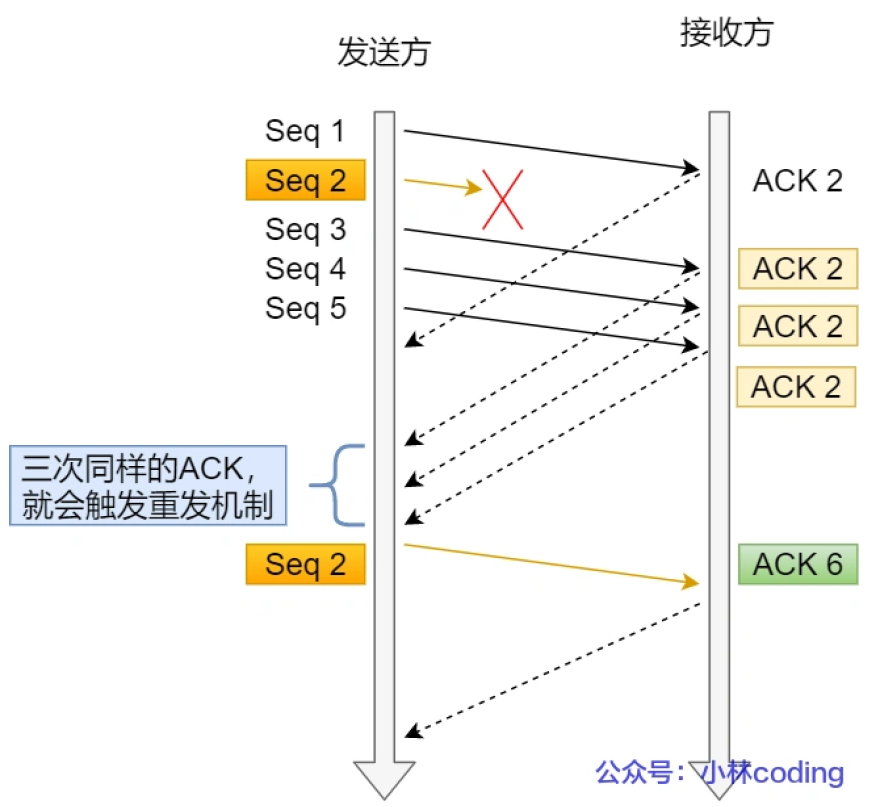 发送方
接收方
Seq 1
ACK 2
Seq 2
Seq 3
ACK 2
Seq 4
Seq 5
ACK 2
ACK 2
三次同样的ACK，
就会触发重发机制
Seq 2
ACK 6
公众号：小林coding